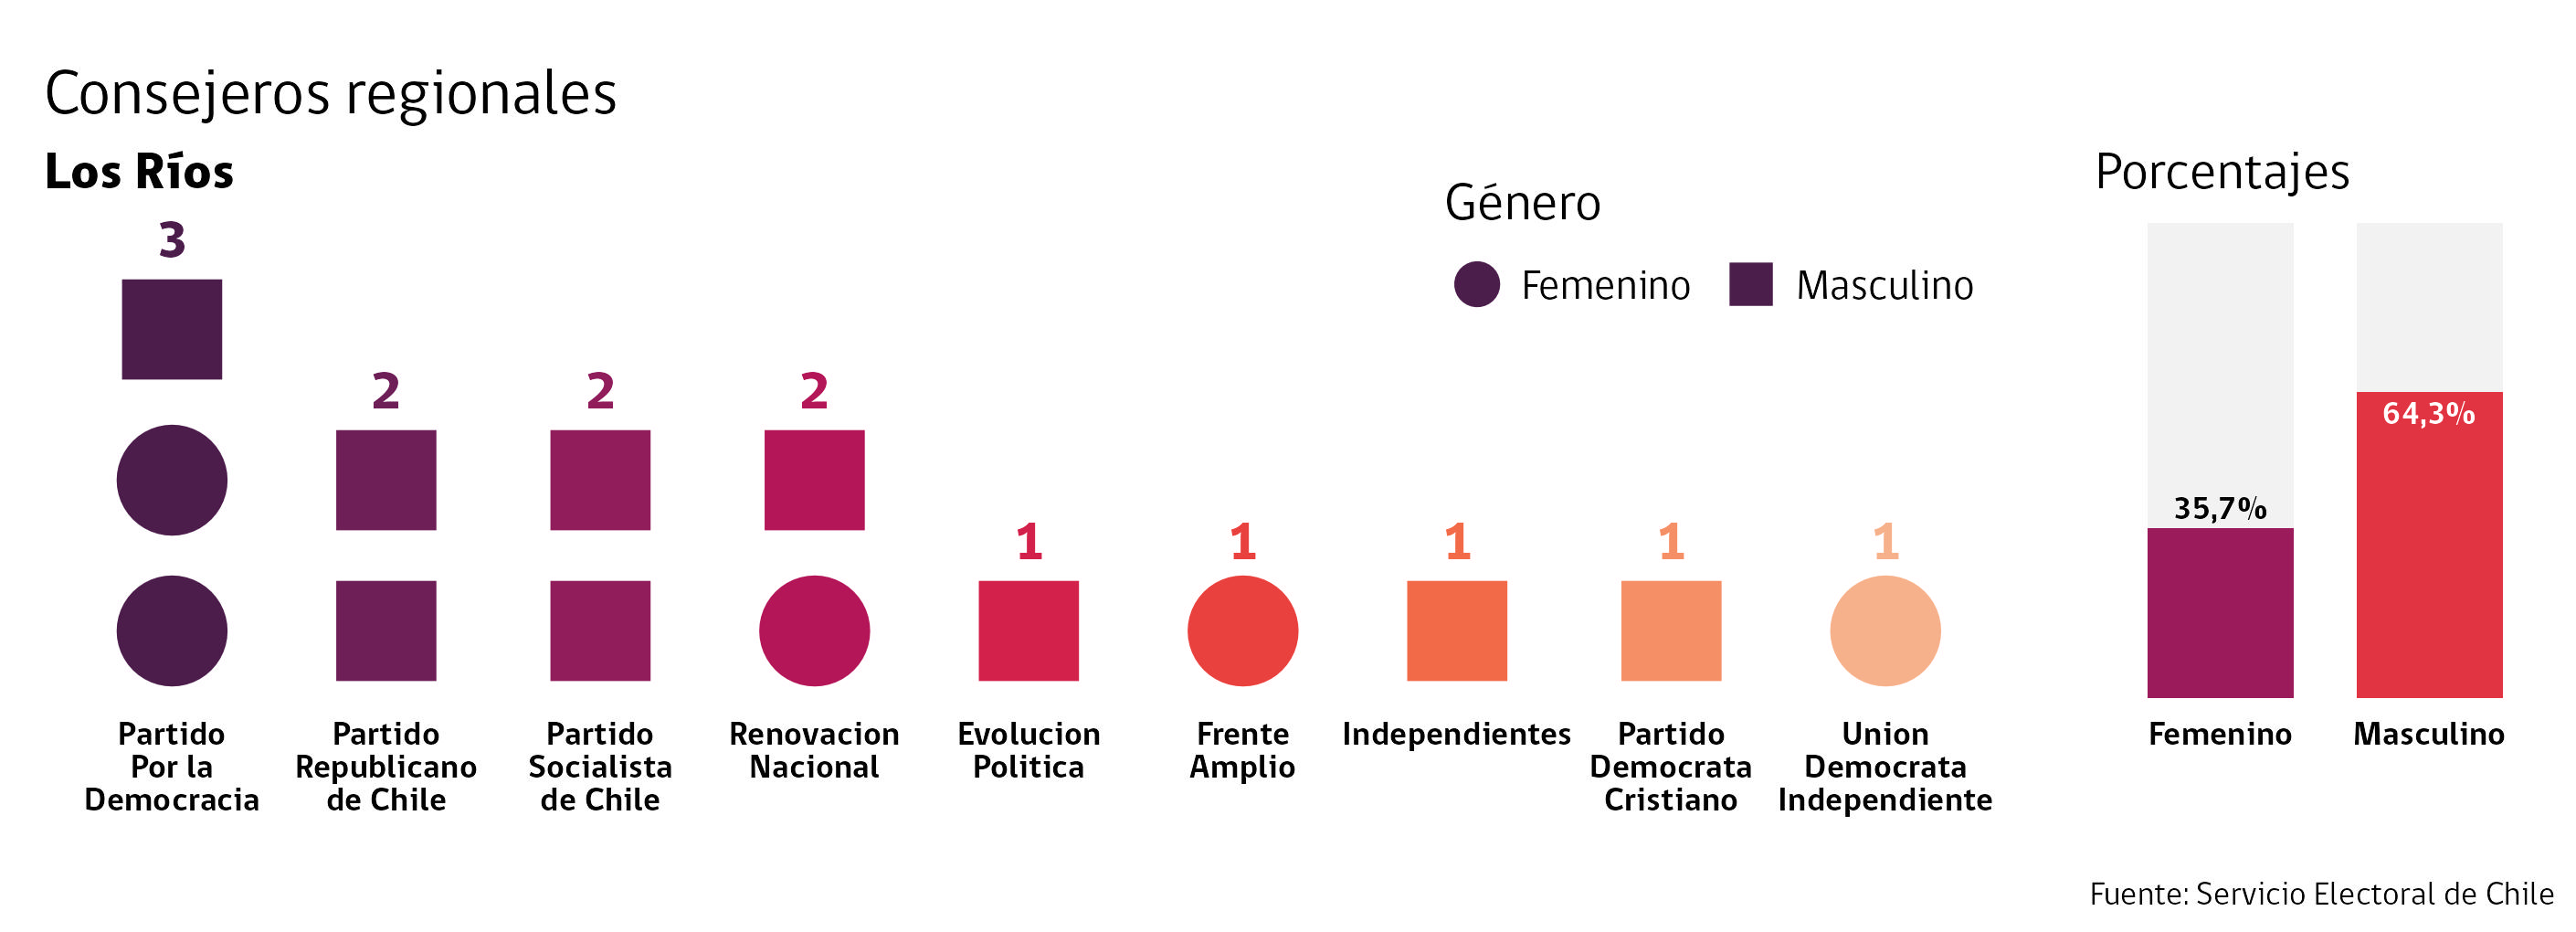 Consejeros regionales
Los Ríos
3
2
2
2
1
1
1
1
1
Partido
Por la
Democracia
Partido
Republicano
de Chile
Partido
Socialista
de Chile
Renovacion
Nacional
Evolucion
Politica
Frente
Amplio
Independientes
Partido
Democrata
Cristiano
Union
Democrata
Independiente
Género
Femenino
Masculino
Porcentajes
35,7%
64,3%
Femenino
Masculino
Fuente: Servicio Electoral de Chile